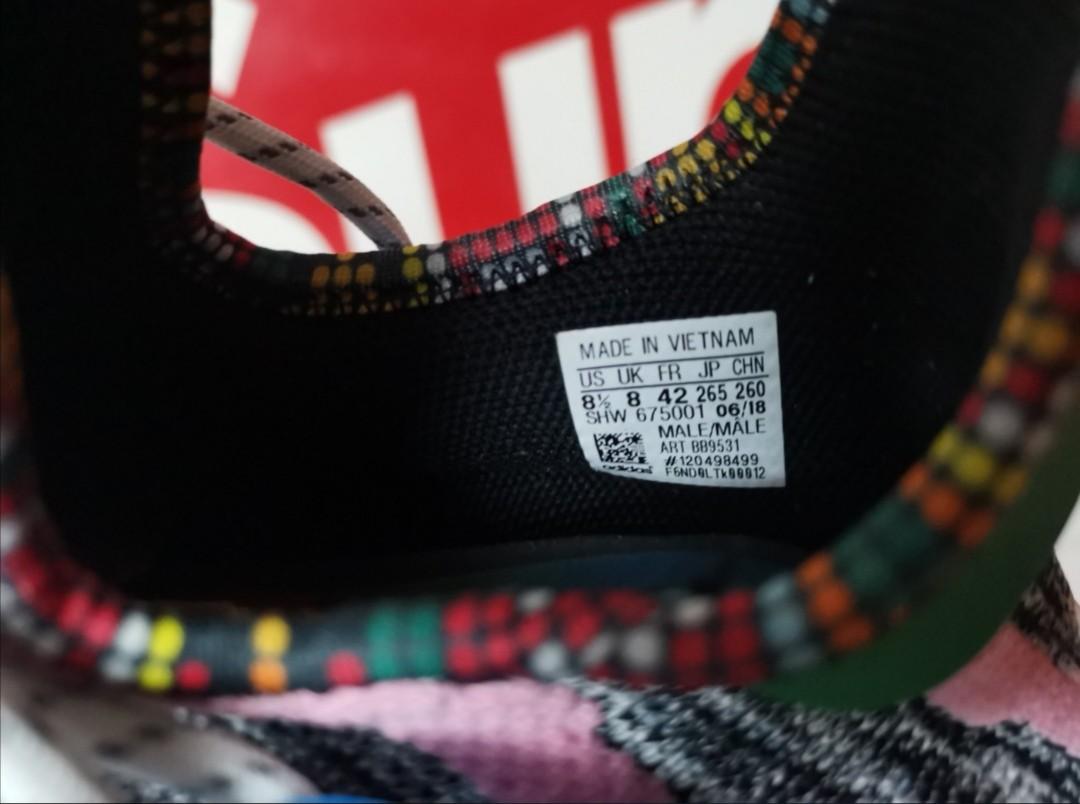 MADE IN VIETNAM
US UK FR JP CHN
8½ 8 42 265 260
SHW 675001 06/18
MALE/MÂLE
ART BB9531
#120498499
adidas F6ND0LTk00012